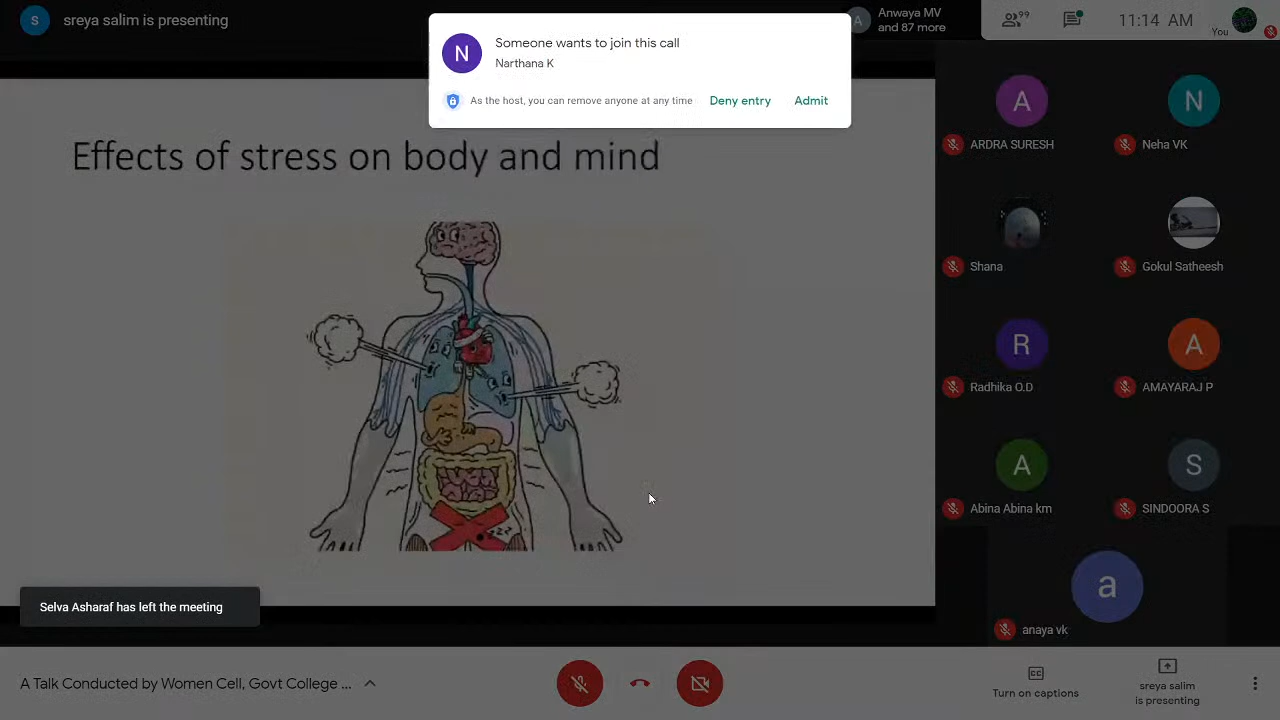 S
sreya salim is presenting
N
Someone wants to join this call
Narthana K
As the host, you can remove anyone at any time
Deny entry
Admit
A
Anwaya MV
and 87 more
99
11:14 AM
You
Effects of stress on body and mind
zzz
A
ARDRA SURESH
N
Neha VK
Shana
Gokul Satheesh
R
Radhika O.D
A
AMAYARAJ P
A
Abina Abina km
S
SINDOORA S
a
anaya vk
Selva Asharaf has left the meeting
A Talk Conducted by Women Cell, Govt College ...
CC
Turn on captions
sreya salim
is presenting